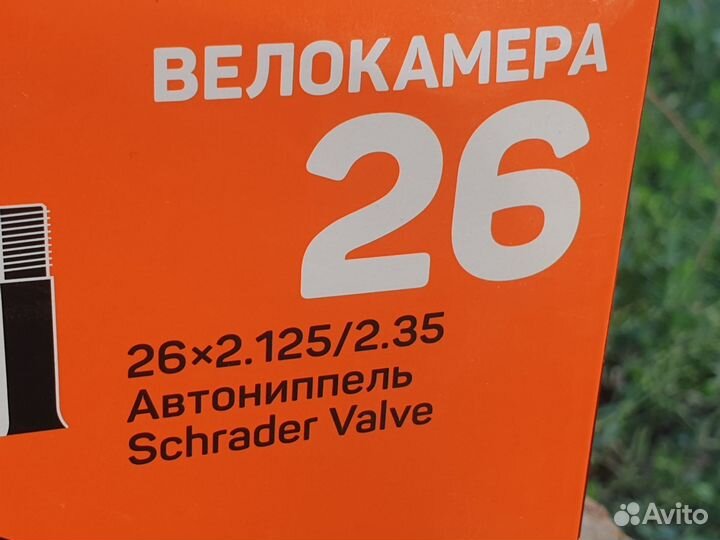 ВЕЛОКАМЕРА
26
26×2.125/2.35
Автониппель
Schrader Valve
Avito